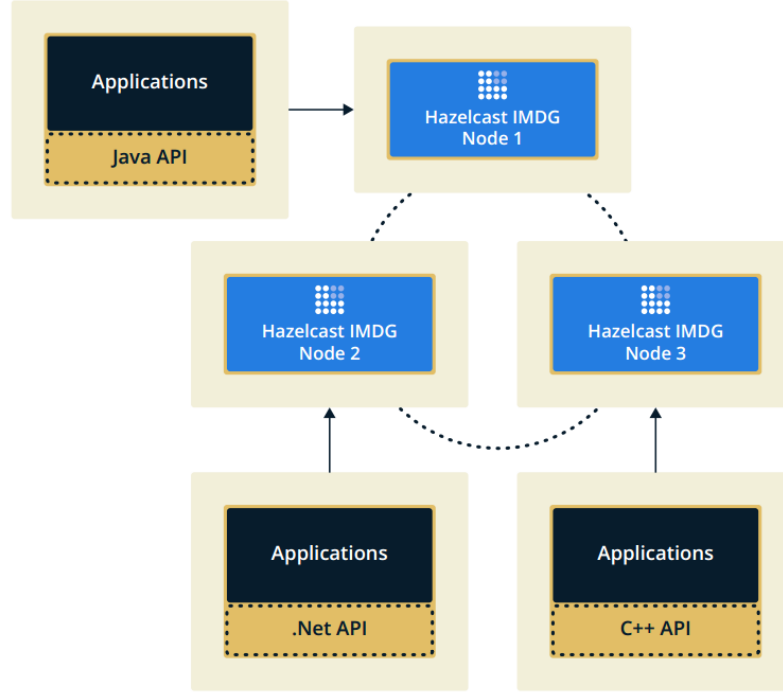 Applications
Java API
Hazelcast IMDG
Node 1
Hazelcast IMDG
Node 2
Hazelcast IMDG
Node 3
Applications
.Net API
Applications
C++ API